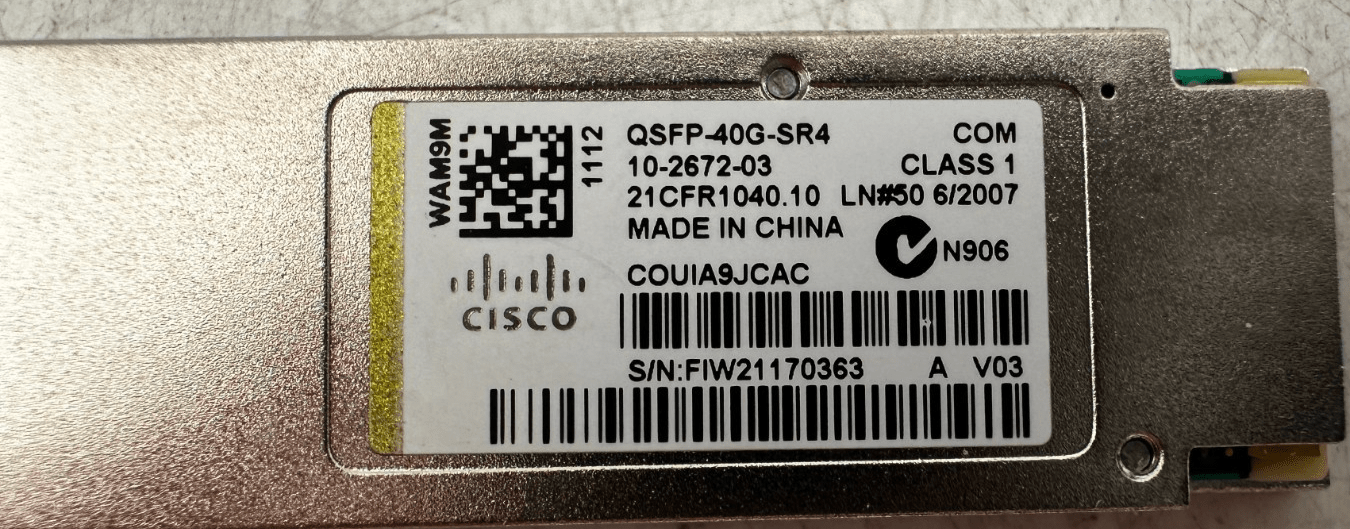 WAM9M
1112
QSFP-40G-SR4 COM
10-2672-03 CLASS 1
21CFR1040.10 LN#50 6/2007
MADE IN CHINA
N906
COUIA9JCAC
CISCO
S/N:FIW21170363 A V03